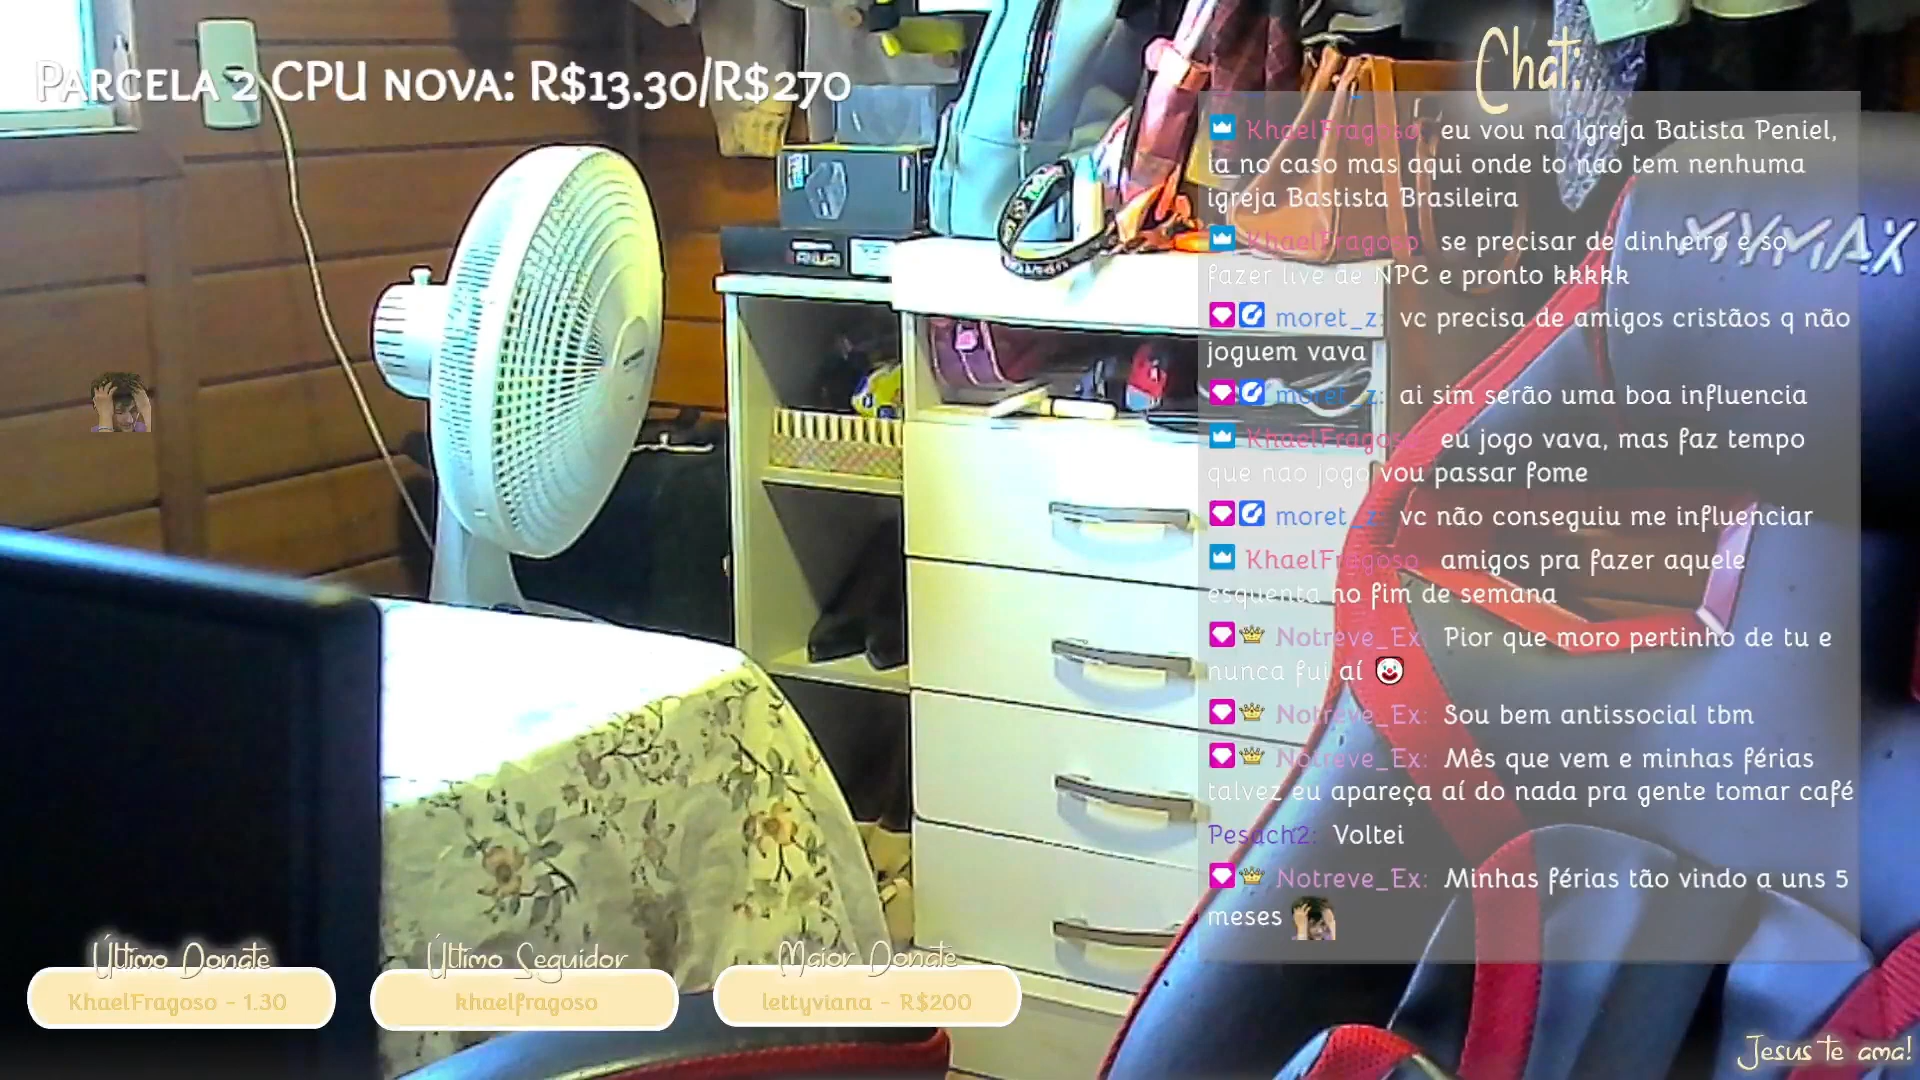 Parcela 2 CPU nova: R$13.30/R$270
Chat:
KhaelFragoso eu vou na Igreja Batista Peniel,
ia no caso mas aqui onde to nao tem nenhuma
igreja Bastista Brasileira
KhaelFragoso se precisar de dinheiro e so
fazer live de NPC e pronto kkkkk
moret_z: vc precisa de amigos cristãos q não
joguem vava
moret_z: ai sim serão uma boa influencia
KhaelFragoso eu jogo vava, mas faz tempo
que nao jogo vou passar fome
moret_z vc não conseguiu me influenciar
KhaelFragoso amigos pra fazer aquele
esquenta no fim de semana
Notreve_Ex: Pior que moro pertinho de tu e
nunca fui aí
Notreve_Ex: Sou bem antissocial tbm
Notreve_Ex: Mês que vem e minhas férias
talvez eu apareça aí do nada pra gente tomar café
Pesach2: Voltei
Notreve_Ex: Minhas férias tão vindo a uns 5
meses
Último Donate
KhaelFragoso - 1.30
Último Seguidor
khaelfragoso
Maior Donate
lettyviana - R$200
Jesus te ama!